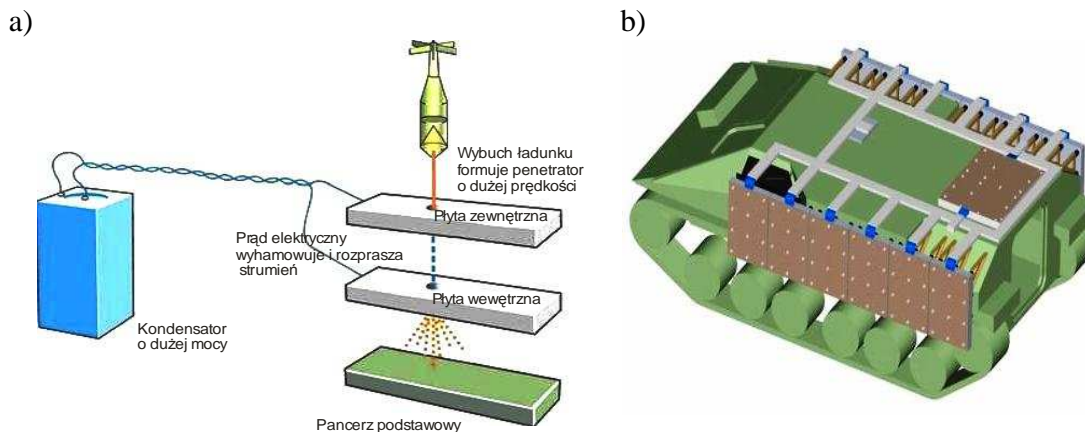 a)
b)
Wybuch ładunku
formuje penetrator
o dużej prędkości
Płyta zewnętrzna
Prąd elektryczny
wyhamowuje i rozprasza
strumień
Płyta wewętrzna
Kondensator
o dużej mocy
Pancerz podstawowy